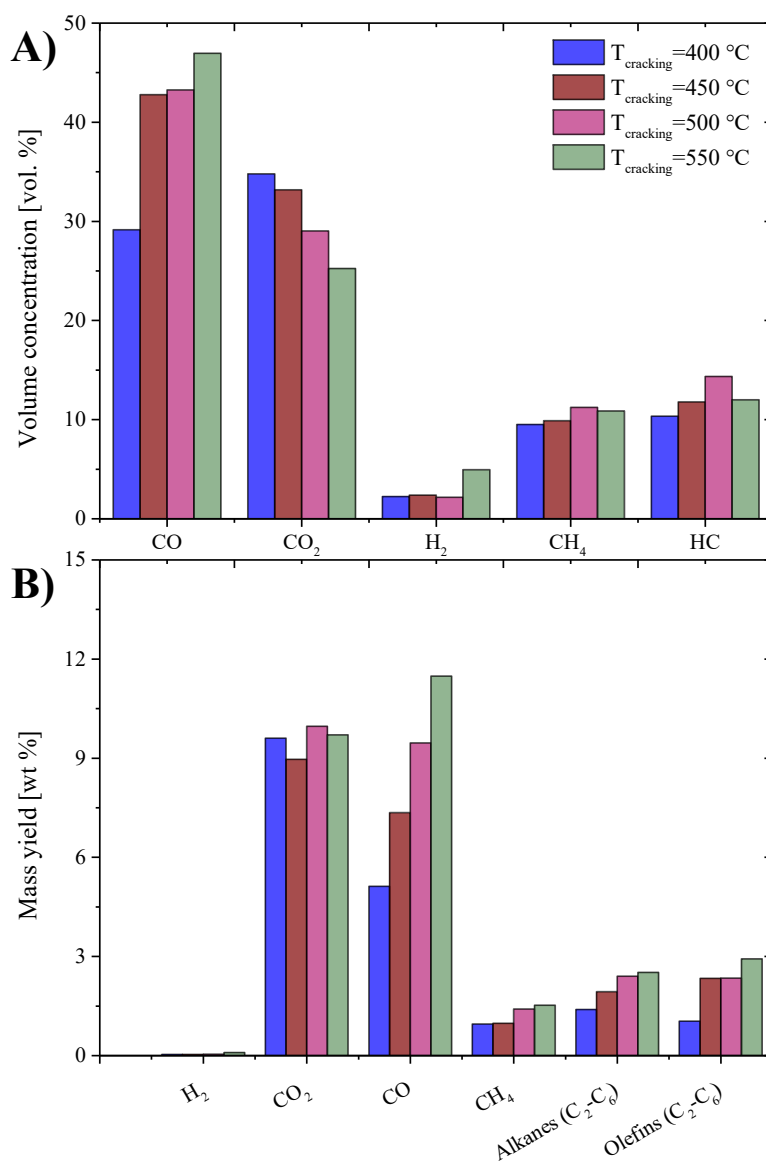 A)
T_cracking=400 °C
T_cracking=450 °C
T_cracking=500 °C
T_cracking=550 °C
Volume concentration [vol. %]
50
40
30
20
10
0
CO CO₂ H₂ CH₄ HC
B)
Mass yield [wt %]
15
12
9
6
3
0
H₂ CO₂ CO CH₄ Alkanes (C₂-C₆) Olefins (C₂-C₆)